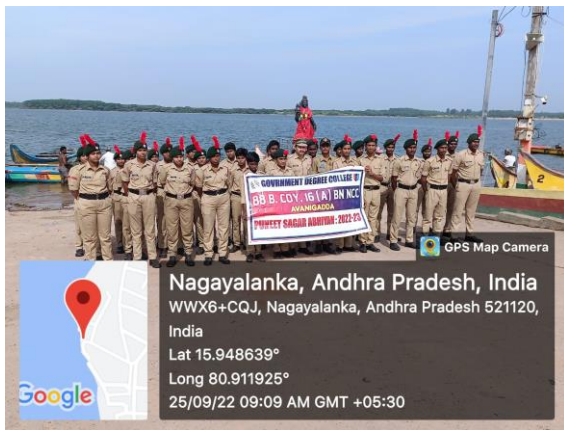 GOVERNMENT DEGREE COLLEGE
B COY, 16 (A) BN NCC
AVANIGADDA
PUNEET SAGAR ABHIYAN: 2022-23
GPS Map Camera
Nagayalanka, Andhra Pradesh, India
WWX6+CQJ, Nagayalanka, Andhra Pradesh 521120,
India
Lat 15.948639°
Long 80.911925°
25/09/22 09:09 AM GMT +05:30
Google